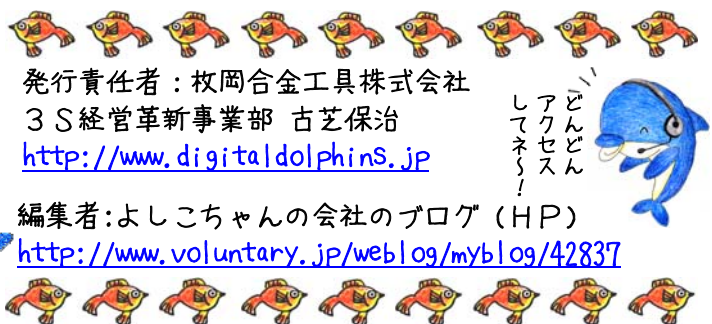 発行責任者：枚岡合金工具株式会社
３Ｓ経営革新事業部 古芝保治
http://www.digitaldolphins.jp
どんどん
アクセス
してネ～！
編集者:よしこちゃんの会社のブログ（ＨＰ）
http://www.voluntary.jp/weblog/myblog/42837